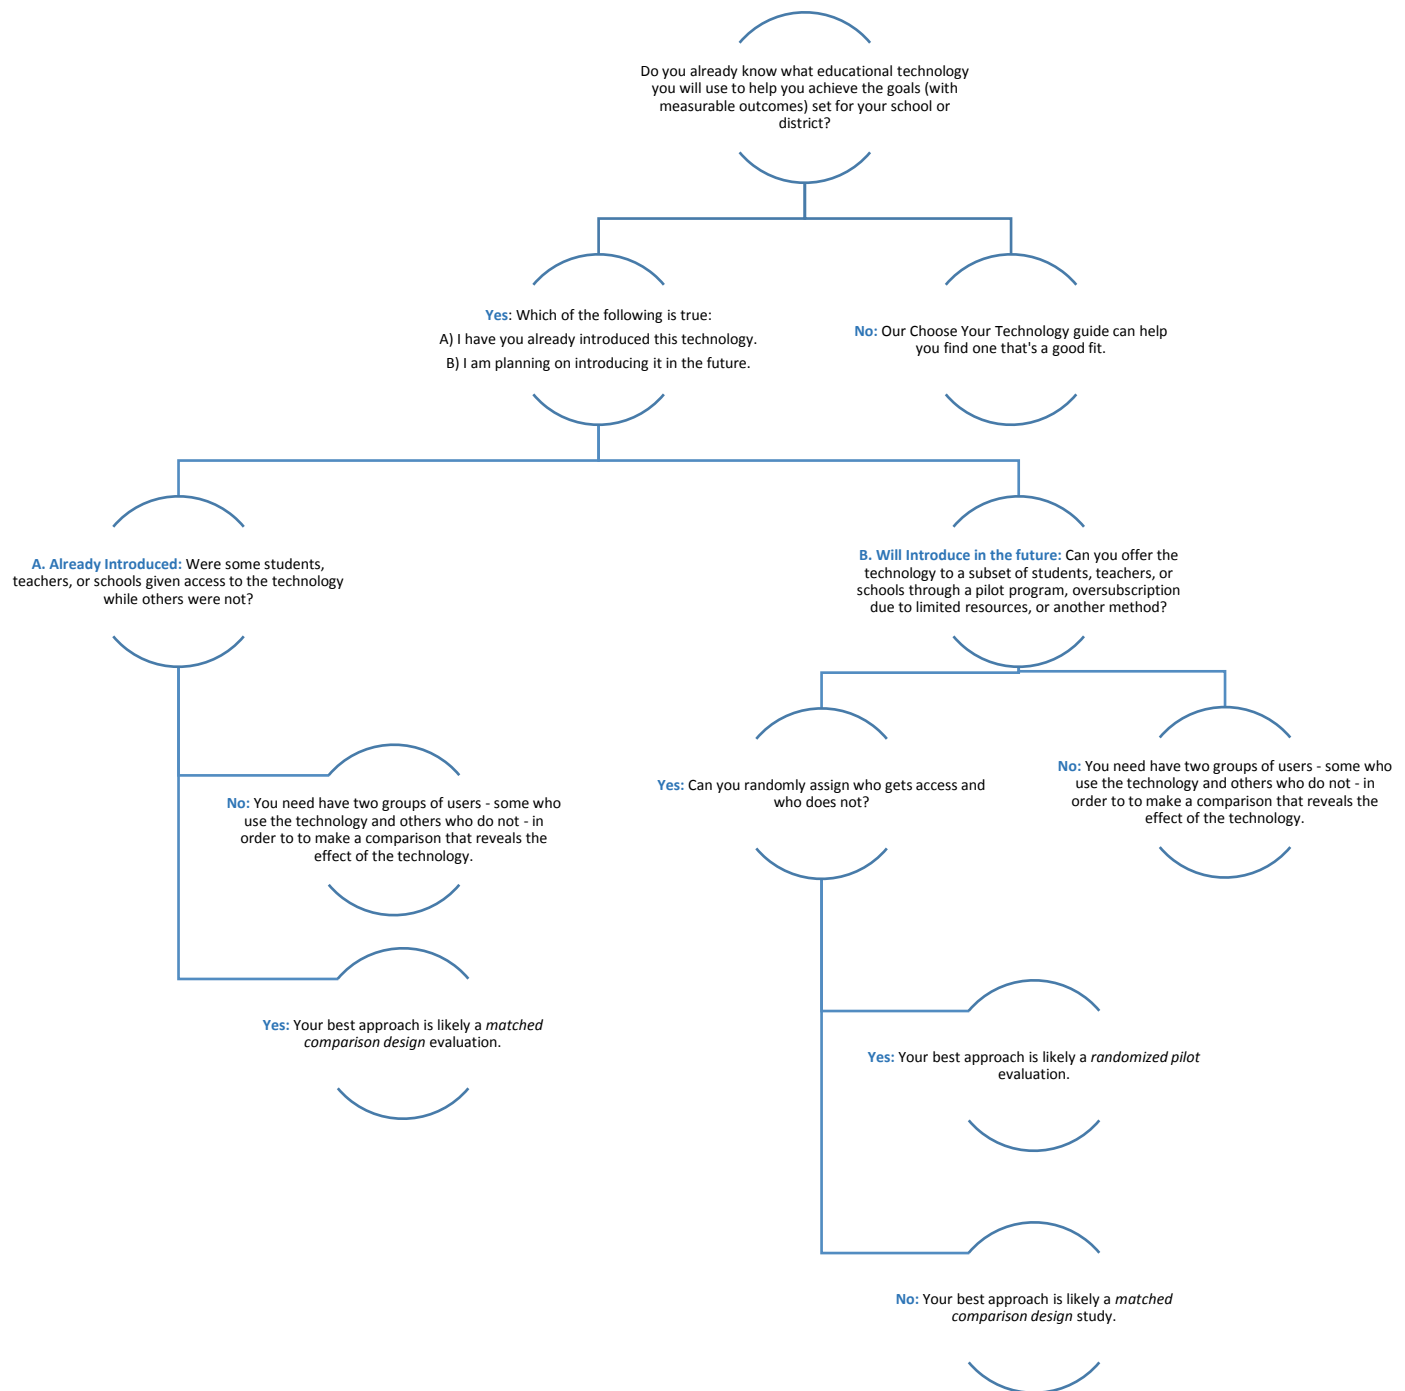 Do you already know what educational technology
you will use to help you achieve the goals (with
measurable outcomes) set for your school or
district?
Yes: Which of the following is true:
A) I have you already introduced this technology.
B) I am planning on introducing it in the future.
No: Our Choose Your Technology guide can help
you find one that's a good fit.
A. Already Introduced: Were some students,
teachers, or schools given access to the technology
while others were not?
B. Will Introduce in the future: Can you offer the
technology to a subset of students, teachers, or
schools through a pilot program, oversubscription
due to limited resources, or another method?
No: You need have two groups of users - some who
use the technology and others who do not - in
order to to make a comparison that reveals the
effect of the technology.
Yes: Your best approach is likely a matched
comparison design evaluation.
Yes: Can you randomly assign who gets access and
who does not?
No: You need have two groups of users - some who
use the technology and others who do not - in
order to to make a comparison that reveals the
effect of the technology.
Yes: Your best approach is likely a randomized pilot
evaluation.
No: Your best approach is likely a matched
comparison design study.